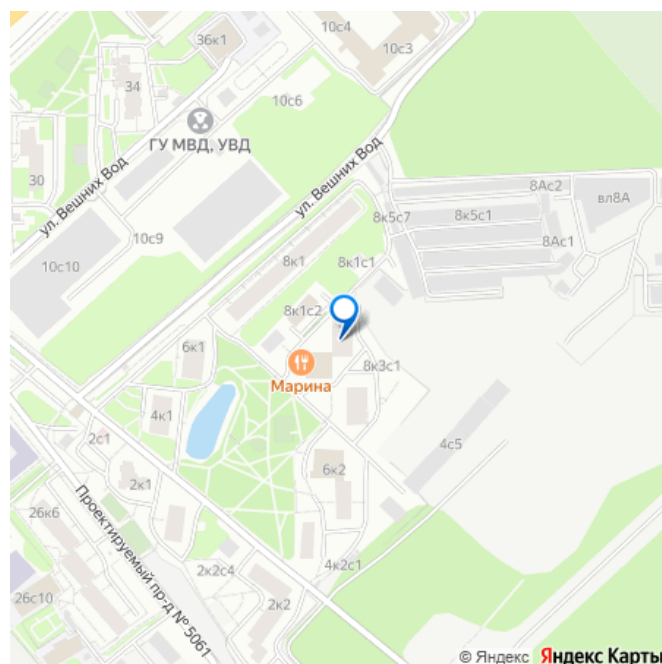 36к1
10с4
10с3
34
10с6
ГУ МВД, УВД
30
ул. Вешних Вод
ул. Вешних Вод
8Ас2
вл8А
8к5с7
8к5с1
8Ас1
10с9
10с10
8к1
8к1с1
8к1с2
6к1
8к3с1
Марина
4к1
2с1
4с5
6к2
2к1
26к6
Проектируемый пр-д № 5061
2к2с4
4к2с1
26с10
2к2
© Яндекс Яндекс Карты